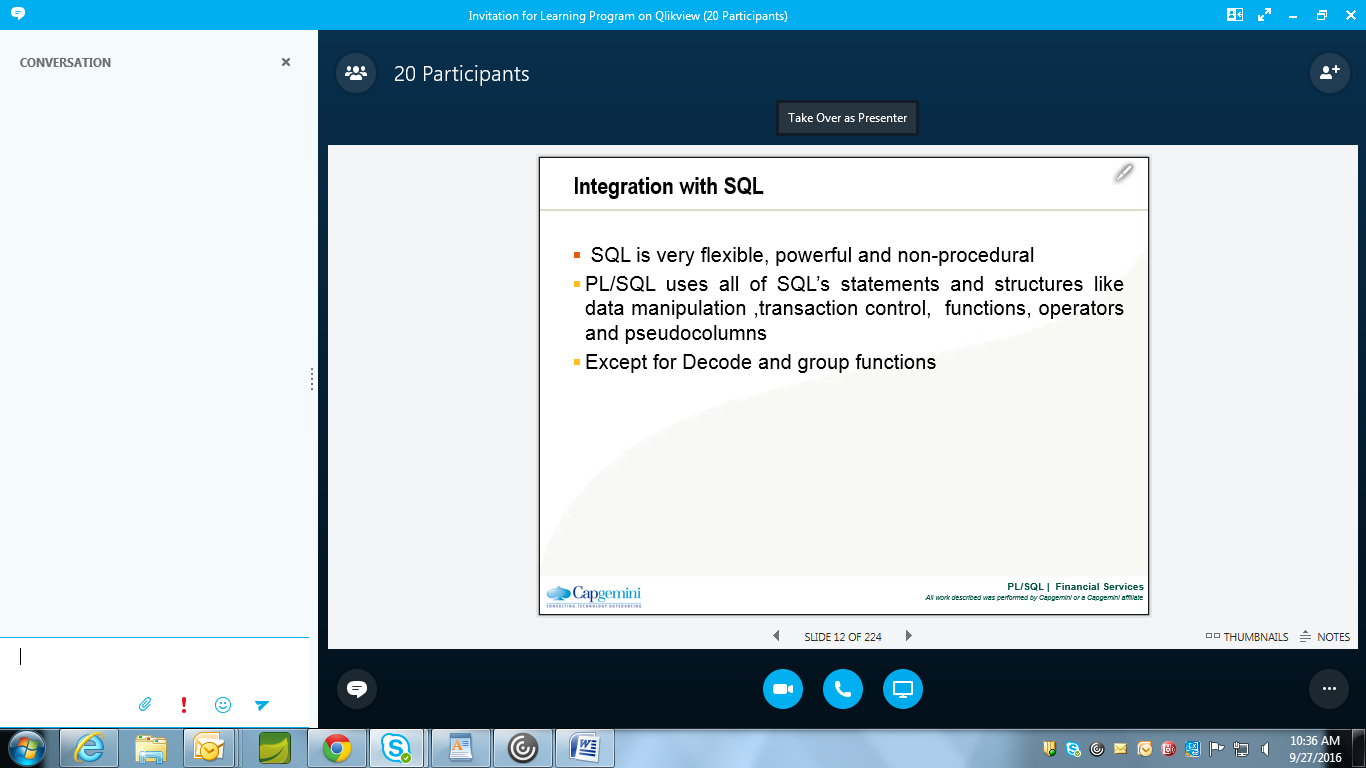 Invitation for Learning Program on Qlikview (20 Participants)
CONVERSATION
20 Participants
Take Over as Presenter
Integration with SQL
SQL is very flexible, powerful and non-procedural
PL/SQL uses all of SQL's statements and structures like
data manipulation ,transaction control, functions, operators
and pseudocolumns
Except for Decode and group functions
Capgemini
CONSULTING.TECHNOLOGY.OUTSOURCING
PL/SQL | Financial Services
All work described was performed by Capgemini or a Capgemini affiliate
SLIDE 12 OF 224
THUMBNAILS
NOTES
10:36 AM
9/27/2016